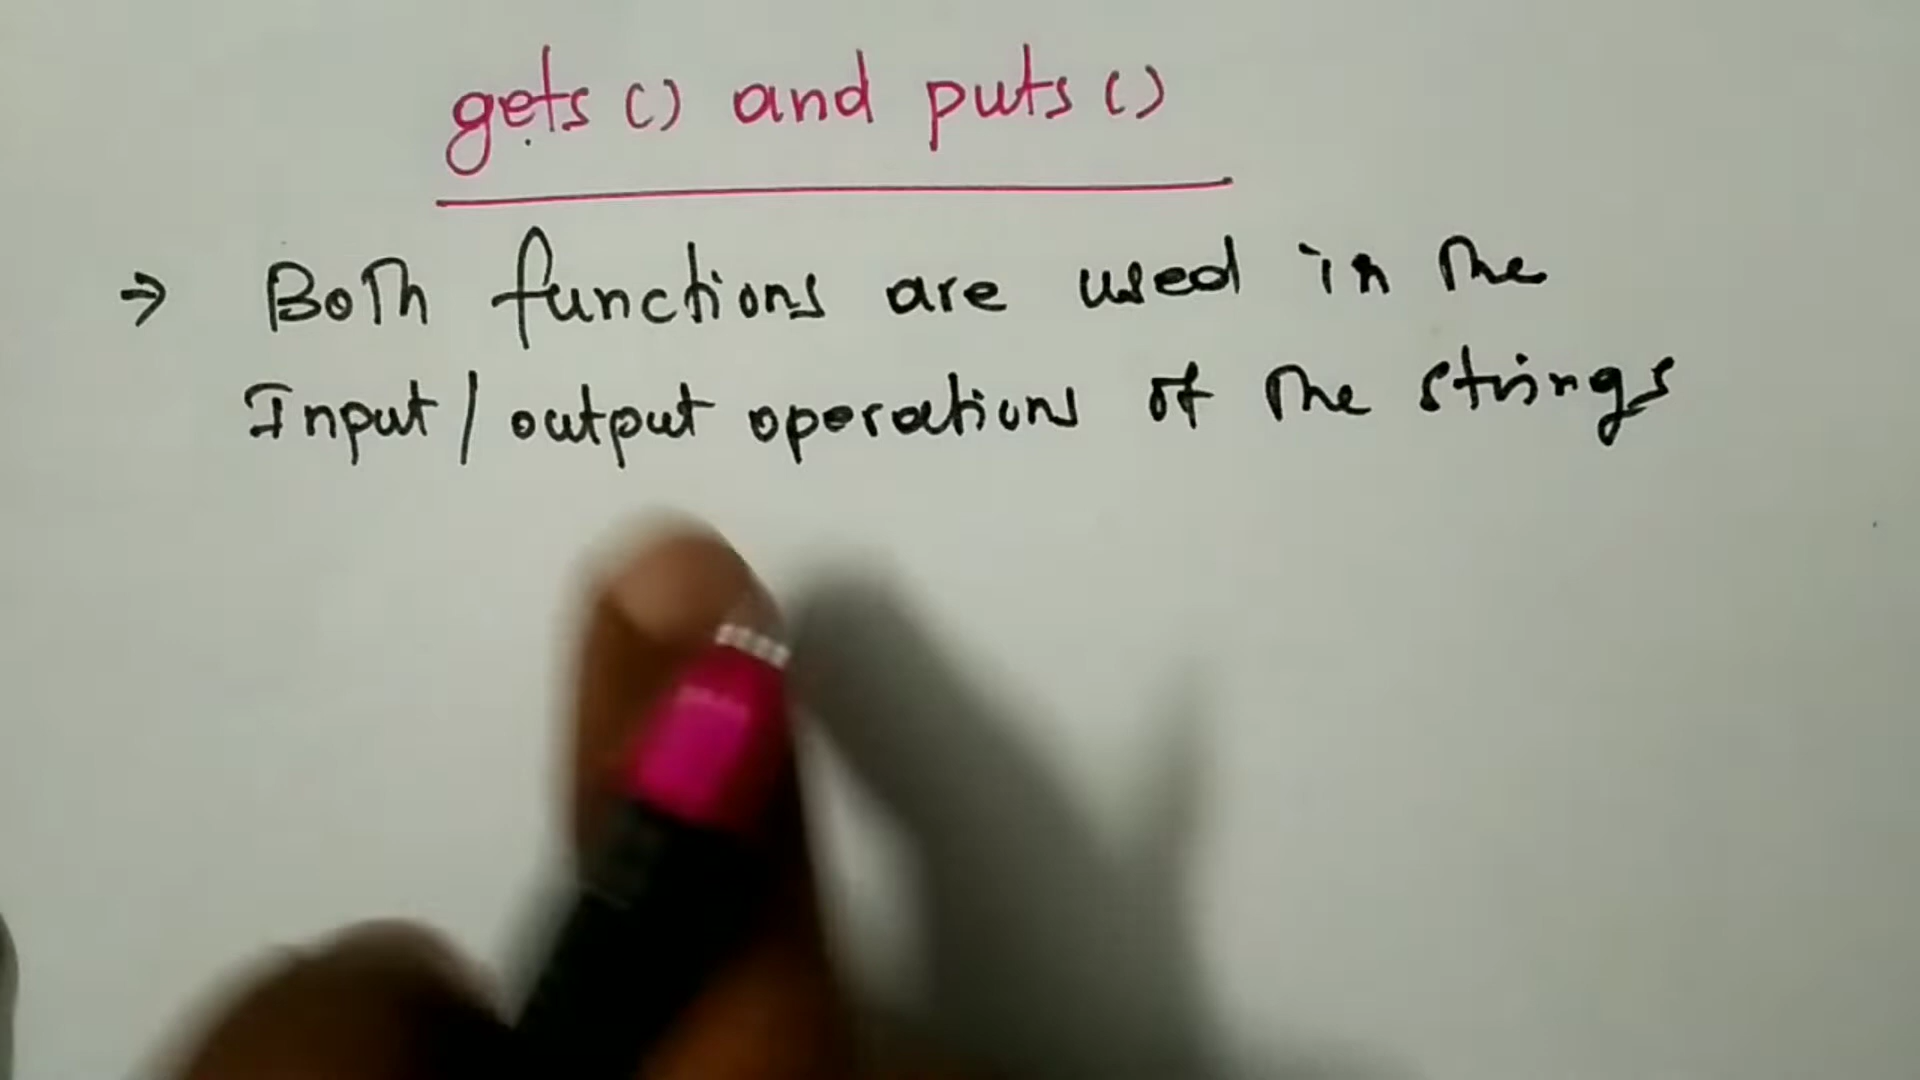 gets () and puts ()
→ Both functions are used in the
Input / output operations of the strings